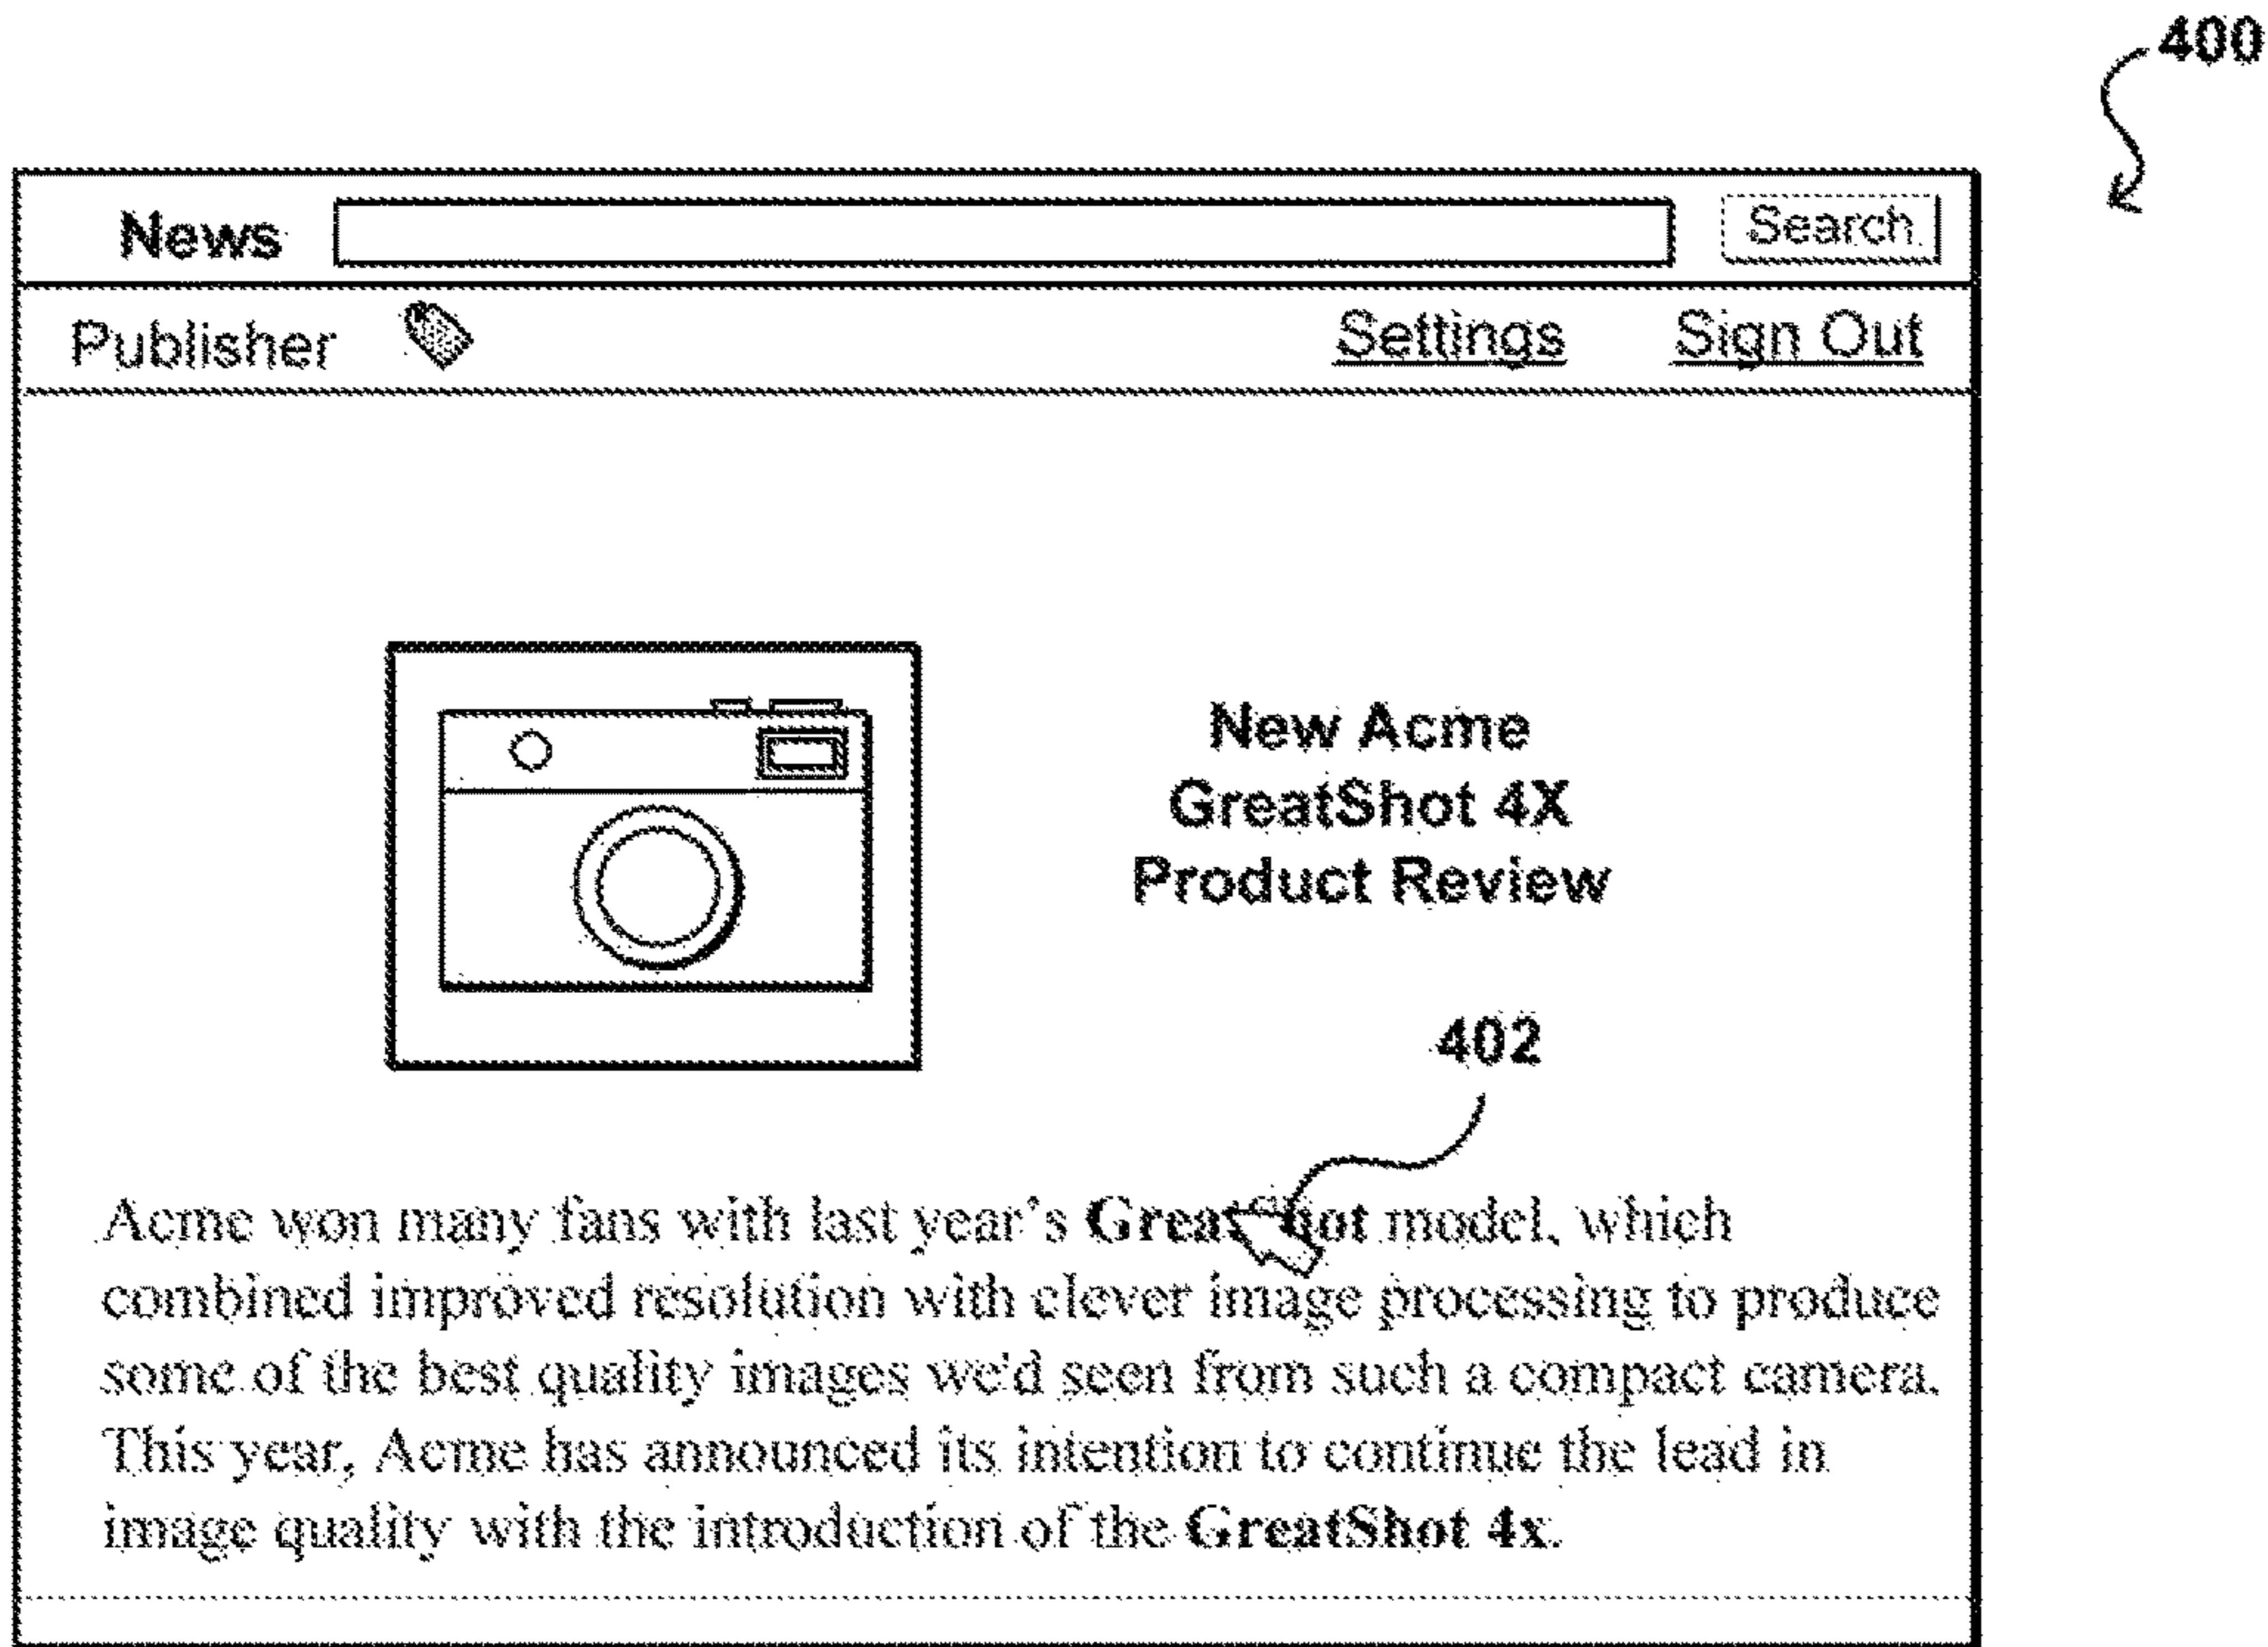 400
News Search
Publisher Settings Sign Out
New Acme
GreatShot 4X
Product Review
402
Acme won many fans with last year's GreatShot model, which
combined improved resolution with clever image processing to produce
some of the best quality images we'd seen from such a compact camera.
This year, Acme has announced its intention to continue the lead in
image quality with the introduction of the GreatShot 4x.